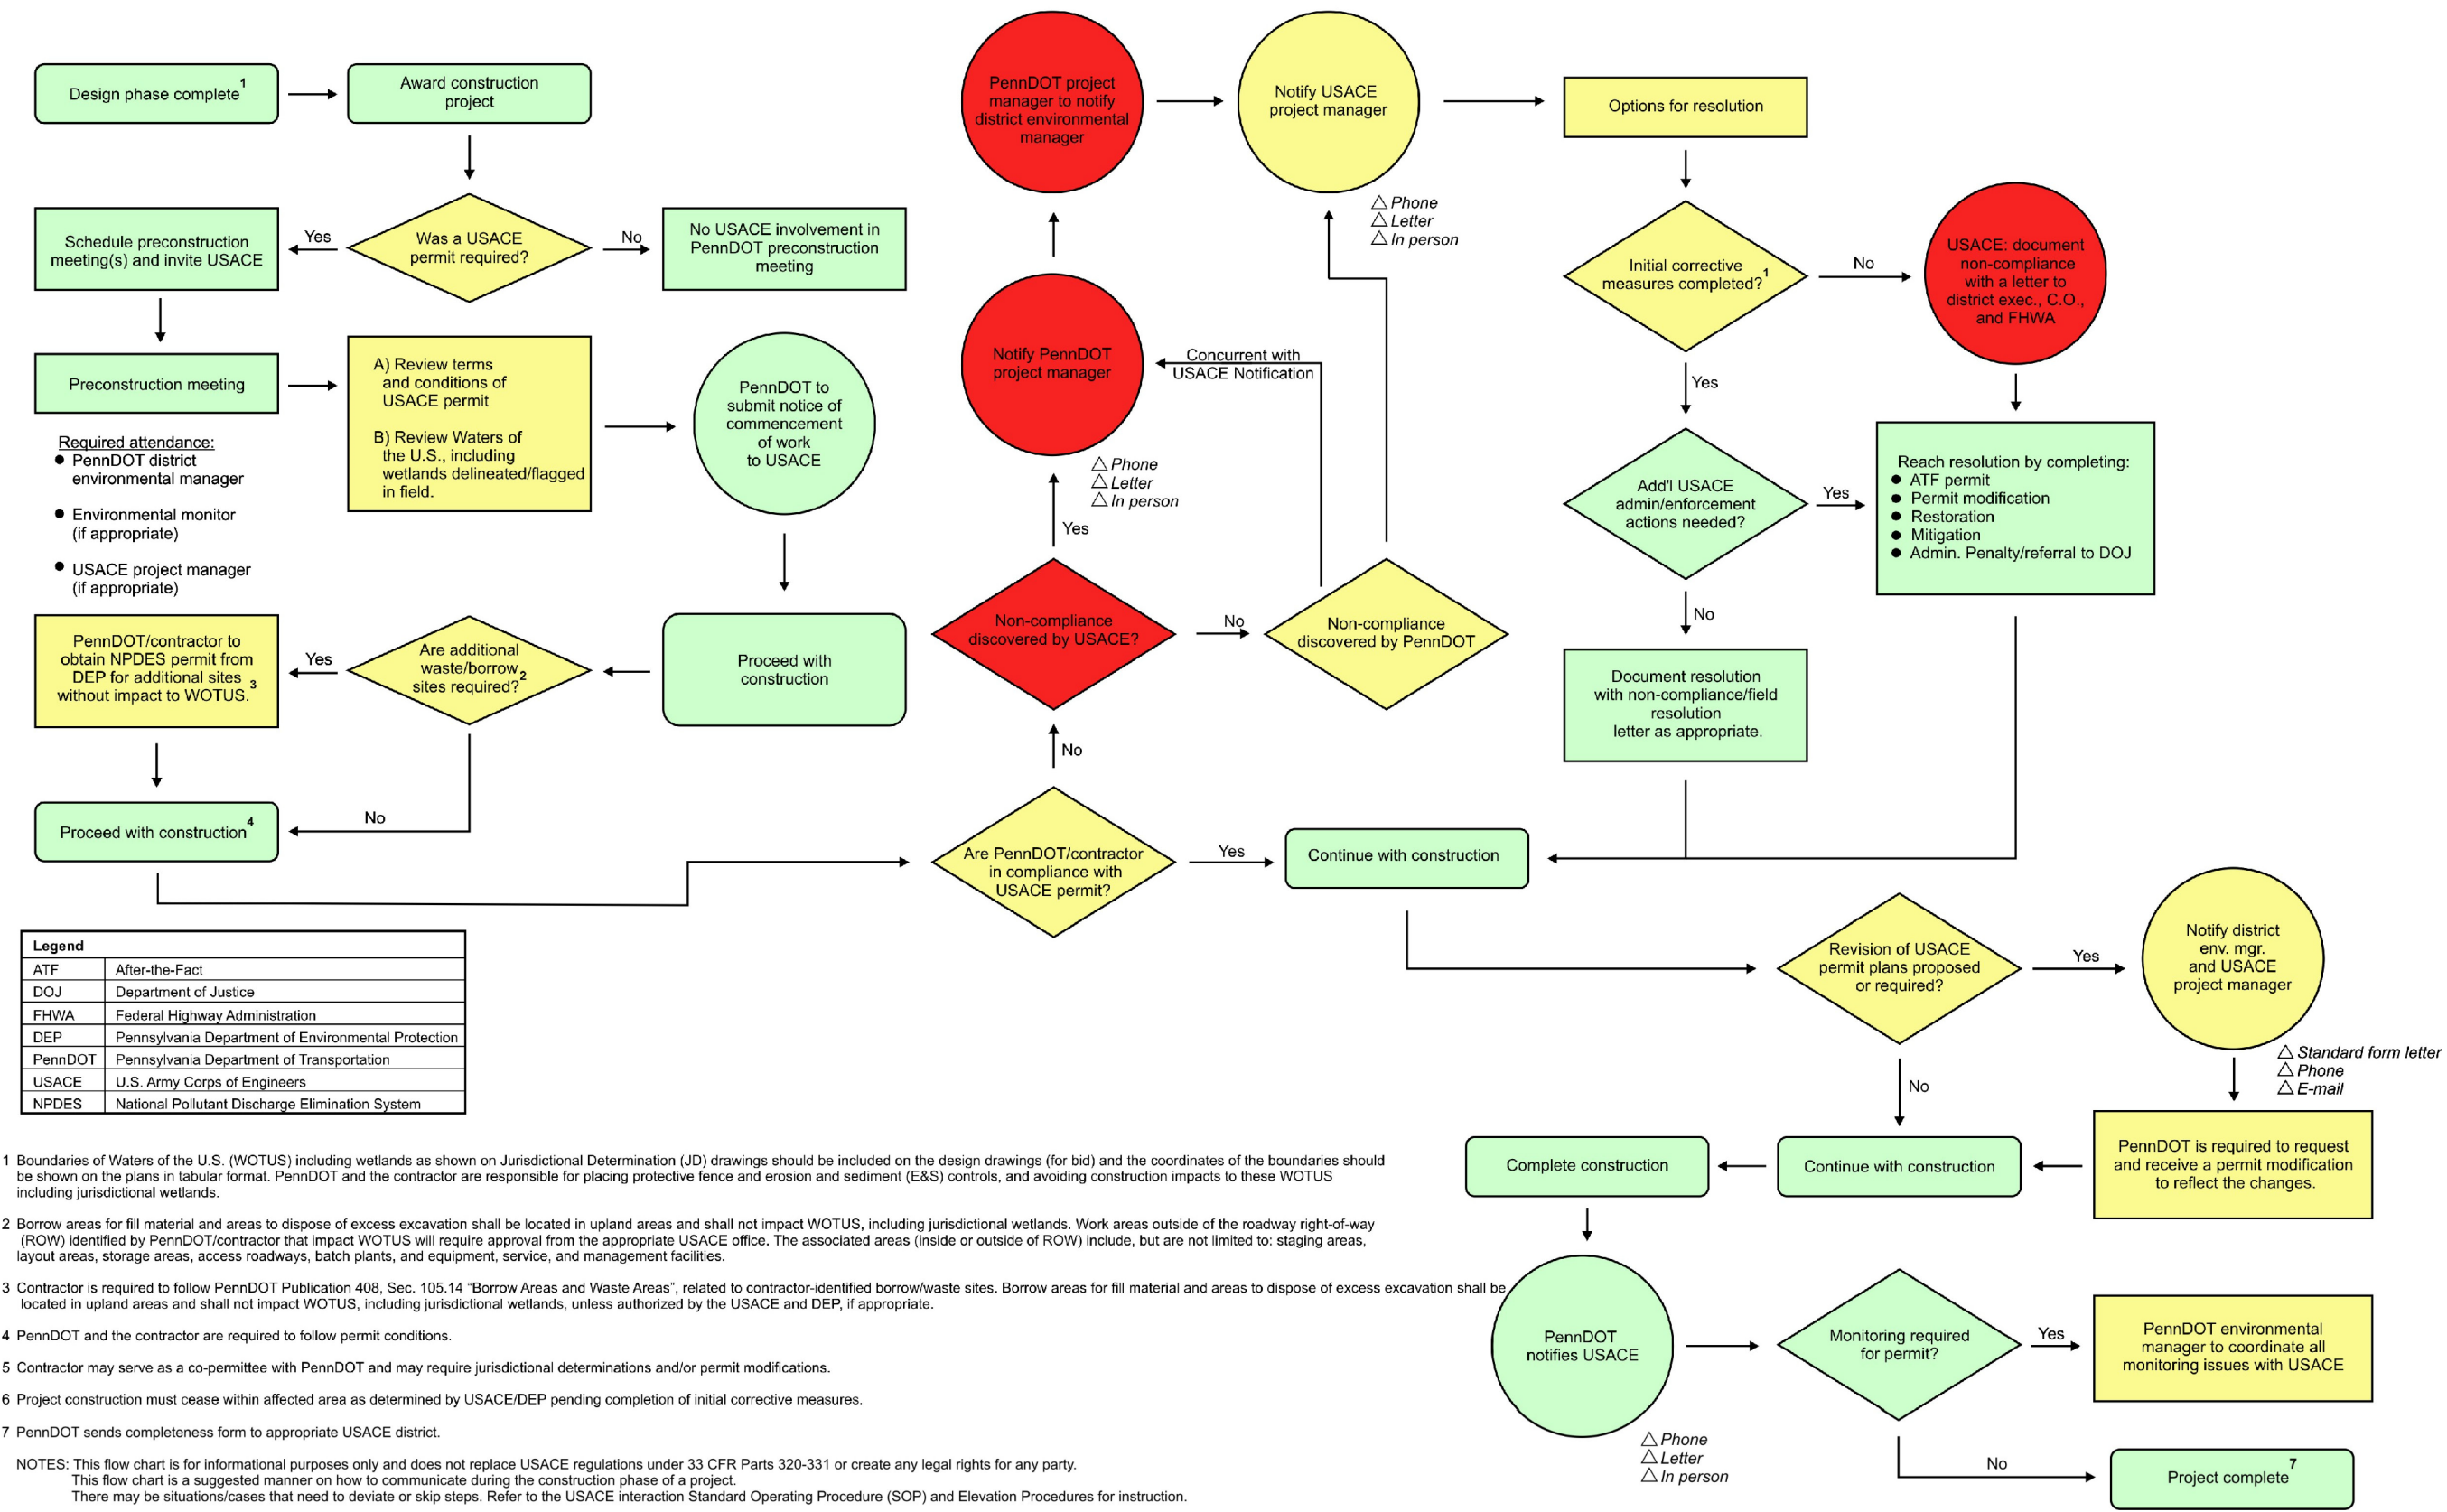 Design phase complete1
Award construction
project
Was a USACE
permit required?
Yes
No
Schedule preconstruction
meeting(s) and invite USACE
No USACE involvement in
PennDOT preconstruction
meeting
Preconstruction meeting
Required attendance:
● PennDOT district
environmental manager
● Environmental monitor
(if appropriate)
● USACE project manager
(if appropriate)
A) Review terms
and conditions of
USACE permit
B) Review Waters of
the U.S., including
wetlands delineated/flagged
in field.
PennDOT to
submit notice of
commencement
of work
to USACE
Proceed with
construction
Are additional
waste/borrow
sites required?2
Yes
No
PennDOT/contractor to
obtain NPDES permit from
DEP for additional sites
without impact to WOTUS.3
Proceed with construction4
Are PennDOT/contractor
in compliance with
USACE permit?
No
Yes
Non-compliance
discovered by USACE?
Yes
No
Non-compliance
discovered by PennDOT
Concurrent with
USACE Notification
Notify PennDOT
project manager
△ Phone
△ Letter
△ In person
PennDOT project
manager to notify
district environmental
manager
Notify USACE
project manager
△ Phone
△ Letter
△ In person
Options for resolution
Initial corrective
measures completed?1
No
Yes
USACE: document
non-compliance
with a letter to
district exec., C.O.,
and FHWA
Add'l USACE
admin/enforcement
actions needed?
Yes
No
Reach resolution by completing:
● ATF permit
● Permit modification
● Restoration
● Mitigation
● Admin. Penalty/referral to DOJ
Document resolution
with non-compliance/field
resolution
letter as appropriate.
Continue with construction
Revision of USACE
permit plans proposed
or required?
Yes
No
Notify district
env. mgr.
and USACE
project manager
△ Standard form letter
△ Phone
△ E-mail
PennDOT is required to request
and receive a permit modification
to reflect the changes.
Continue with construction
Complete construction
PennDOT
notifies USACE
△ Phone
△ Letter
△ In person
Monitoring required
for permit?
Yes
No
PennDOT environmental
manager to coordinate all
monitoring issues with USACE
Project complete7
Legend
ATF After-the-Fact
DOJ Department of Justice
FHWA Federal Highway Administration
DEP Pennsylvania Department of Environmental Protection
PennDOT Pennsylvania Department of Transportation
USACE U.S. Army Corps of Engineers
NPDES National Pollutant Discharge Elimination System
1 Boundaries of Waters of the U.S. (WOTUS) including wetlands as shown on Jurisdictional Determination (JD) drawings should be included on the design drawings (for bid) and the coordinates of the boundaries should
be shown on the plans in tabular format. PennDOT and the contractor are responsible for placing protective fence and erosion and sediment (E&S) controls, and avoiding construction impacts to these WOTUS
including jurisdictional wetlands.
2 Borrow areas for fill material and areas to dispose of excess excavation shall be located in upland areas and shall not impact WOTUS, including jurisdictional wetlands. Work areas outside of the roadway right-of-way
(ROW) identified by PennDOT/contractor that impact WOTUS will require approval from the appropriate USACE office. The associated areas (inside or outside of ROW) include, but are not limited to: staging areas,
layout areas, storage areas, access roadways, batch plants, and equipment, service, and management facilities.
3 Contractor is required to follow PennDOT Publication 408, Sec. 105.14 “Borrow Areas and Waste Areas”, related to contractor-identified borrow/waste sites. Borrow areas for fill material and areas to dispose of excess excavation shall be
located in upland areas and shall not impact WOTUS, including jurisdictional wetlands, unless authorized by the USACE and DEP, if appropriate.
4 PennDOT and the contractor are required to follow permit conditions.
5 Contractor may serve as a co-permittee with PennDOT and may require jurisdictional determinations and/or permit modifications.
6 Project construction must cease within affected area as determined by USACE/DEP pending completion of initial corrective measures.
7 PennDOT sends completeness form to appropriate USACE district.
NOTES: This flow chart is for informational purposes only and does not replace USACE regulations under 33 CFR Parts 320-331 or create any legal rights for any party.
This flow chart is a suggested manner on how to communicate during the construction phase of a project.
There may be situations/cases that need to deviate or skip steps. Refer to the USACE interaction Standard Operating Procedure (SOP) and Elevation Procedures for instruction.